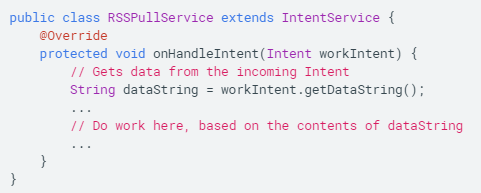 public class RSSPullService extends IntentService {
    @Override
    protected void onHandleIntent(Intent workIntent) {
        // Gets data from the incoming Intent
        String dataString = workIntent.getDataString();
        ...
        // Do work here, based on the contents of dataString
        ...
    }
}